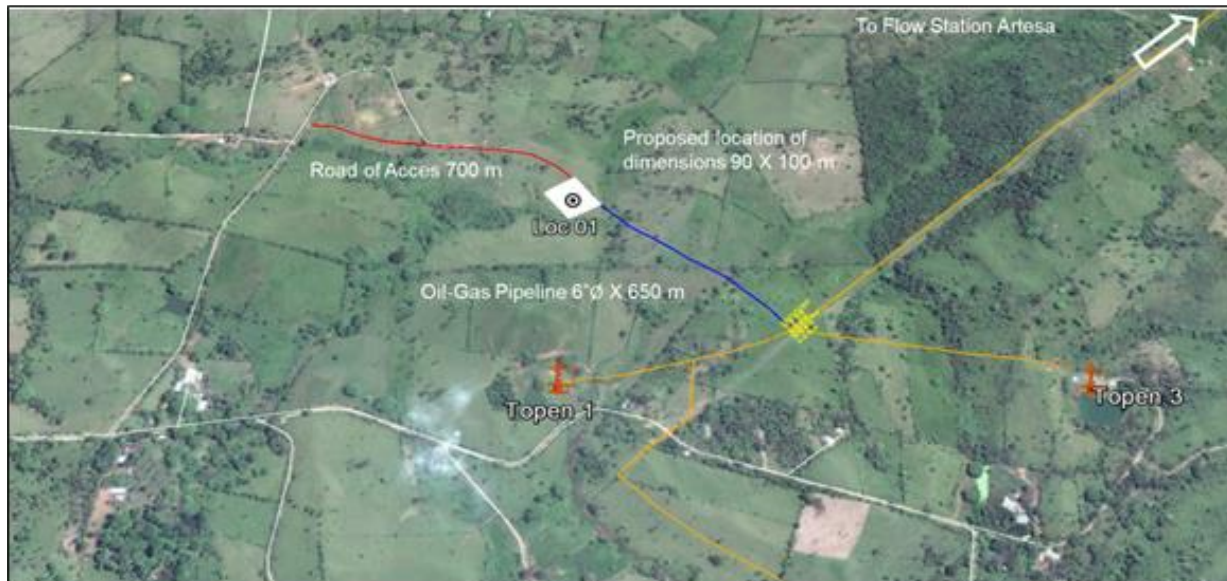 To Flow Station Artesa
Proposed location of
dimensions 90 X 100 m
Road of Acces 700 m
Loc 01
Oil-Gas Pipeline 6"Ø X 650 m
Topen 1
Topen 3